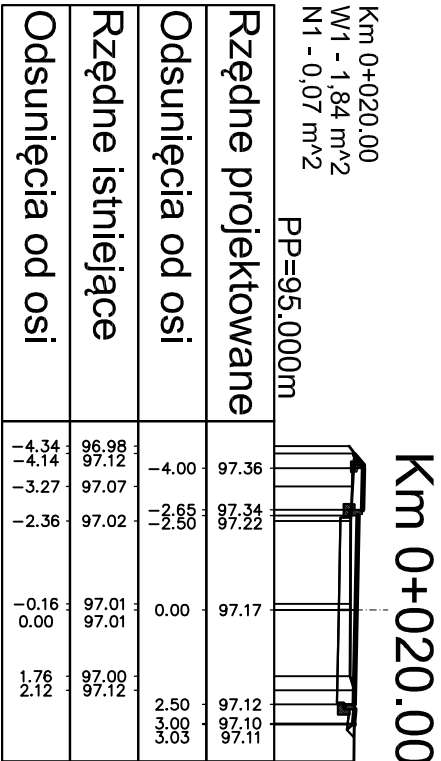 Km 0+020.00
Km 0+020.00
W1 - 1,84 m^2
N1 - 0,07 m^2
PP=95.000m
Rzędne projektowane 97.36 97.34 97.22 97.17 97.12 97.10 97.11
Odsunięcia od osi -4.00 -2.65 -2.50 0.00 2.50 3.00 3.03
Rzędne istniejące 96.98 97.12 97.07 97.02 97.01 97.01 97.00 97.12
Odsunięcia od osi -4.34 -4.14 -3.27 -2.36 -0.16 0.00 1.76 2.12